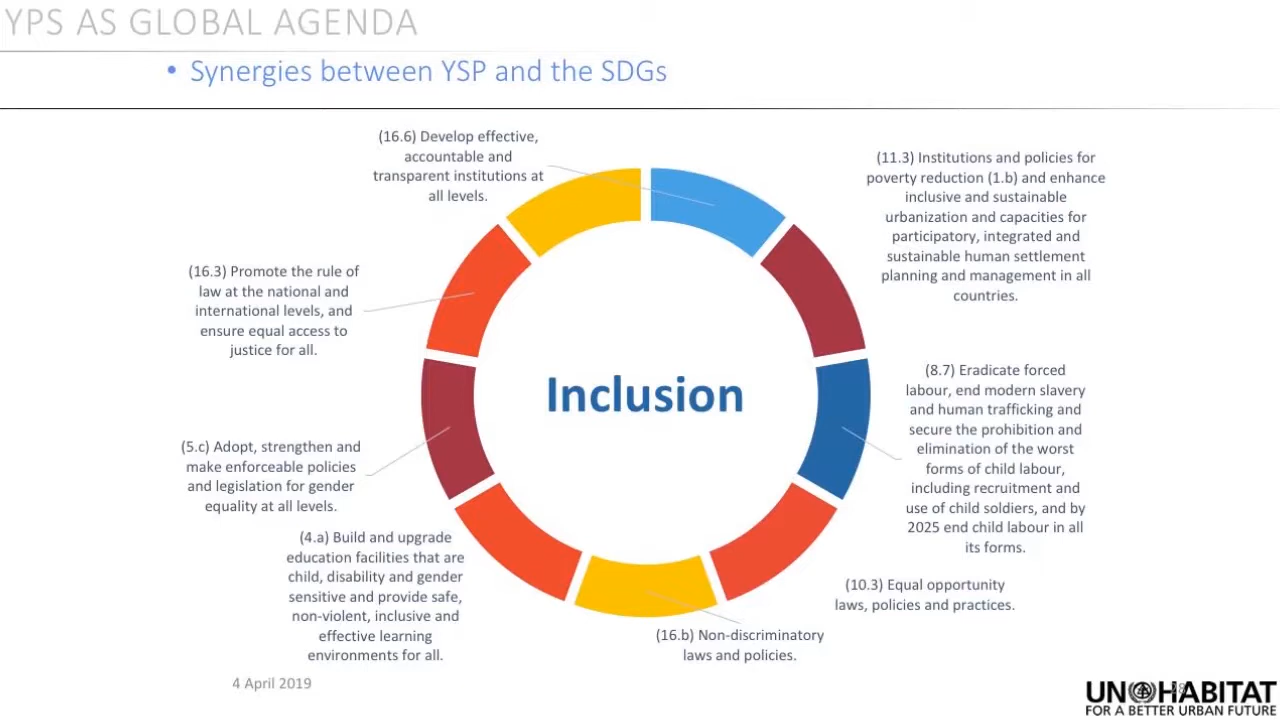 YPS AS GLOBAL AGENDA
• Synergies between YSP and the SDGs
(16.6) Develop effective,
accountable and
transparent institutions at
all levels.
(11.3) Institutions and policies for
poverty reduction (1.b) and enhance
inclusive and sustainable
urbanization and capacities for
participatory, integrated and
sustainable human settlement
planning and management in all
countries.
(16.3) Promote the rule of
law at the national and
international levels, and
ensure equal access to
justice for all.
Inclusion
(8.7) Eradicate forced
labour, end modern slavery
and human trafficking and
secure the prohibition and
elimination of the worst
forms of child labour,
including recruitment and
use of child soldiers, and by
2025 end child labour in all
its forms.
(5.c) Adopt, strengthen and
make enforceable policies
and legislation for gender
equality at all levels.
(4.a) Build and upgrade
education facilities that are
child, disability and gender
sensitive and provide safe,
non-violent, inclusive and
effective learning
environments for all.
(10.3) Equal opportunity
laws, policies and practices.
(16.b) Non-discriminatory
laws and policies.
4 April 2019
UN HABITAT
FOR A BETTER URBAN FUTURE